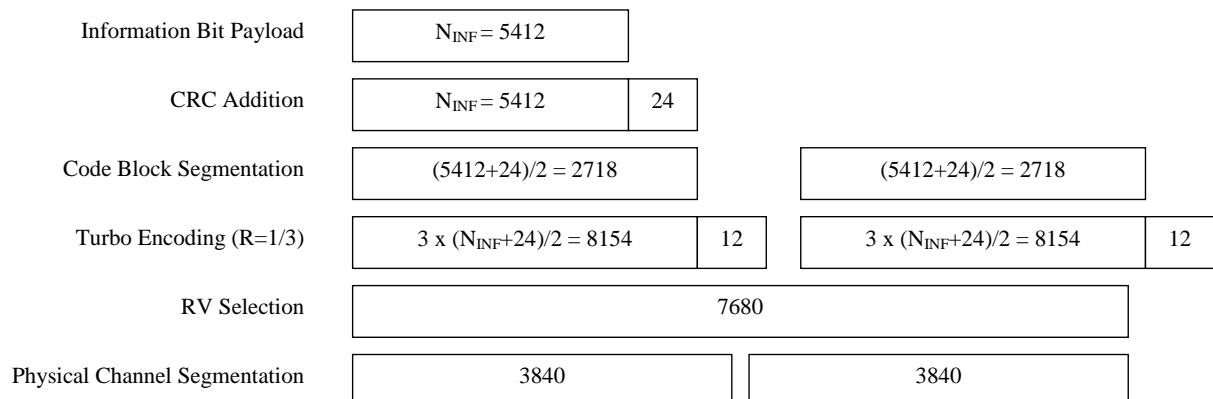 Information Bit Payload N_INF = 5412
CRC Addition N_INF = 5412 24
Code Block Segmentation (5412+24)/2 = 2718 (5412+24)/2 = 2718
Turbo Encoding (R=1/3) 3 x (N_INF+24)/2 = 8154 12 3 x (N_INF+24)/2 = 8154 12
RV Selection 7680
Physical Channel Segmentation 3840 3840